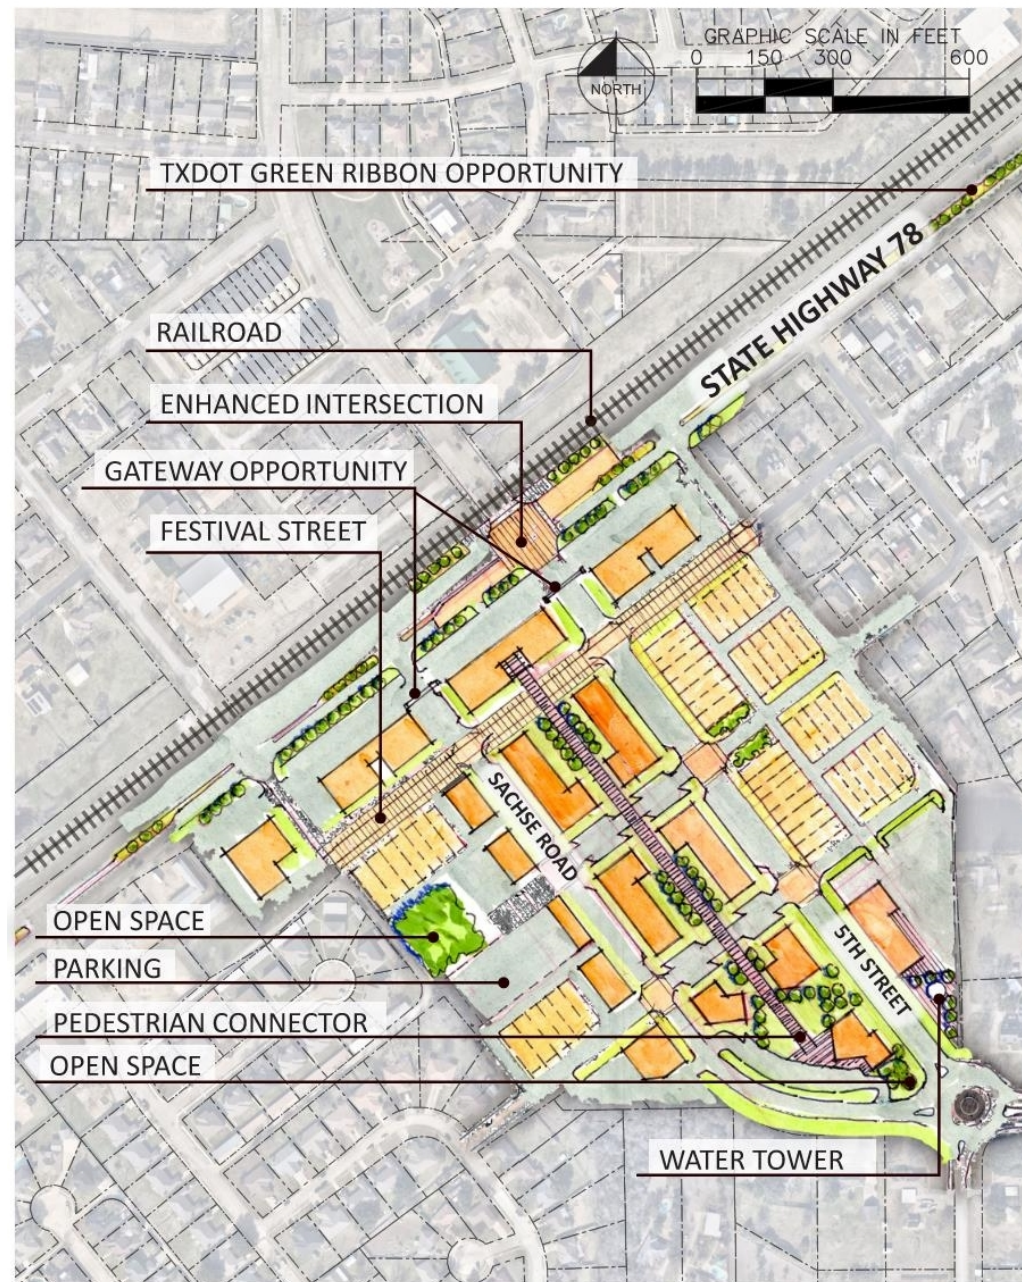 GRAPHIC SCALE IN FEET
0 150 300 600
NORTH
TXDOT GREEN RIBBON OPPORTUNITY
STATE HIGHWAY 78
RAILROAD
ENHANCED INTERSECTION
GATEWAY OPPORTUNITY
FESTIVAL STREET
SACHSE ROAD
OPEN SPACE
5TH STREET
PARKING
PEDESTRIAN CONNECTOR
OPEN SPACE
WATER TOWER